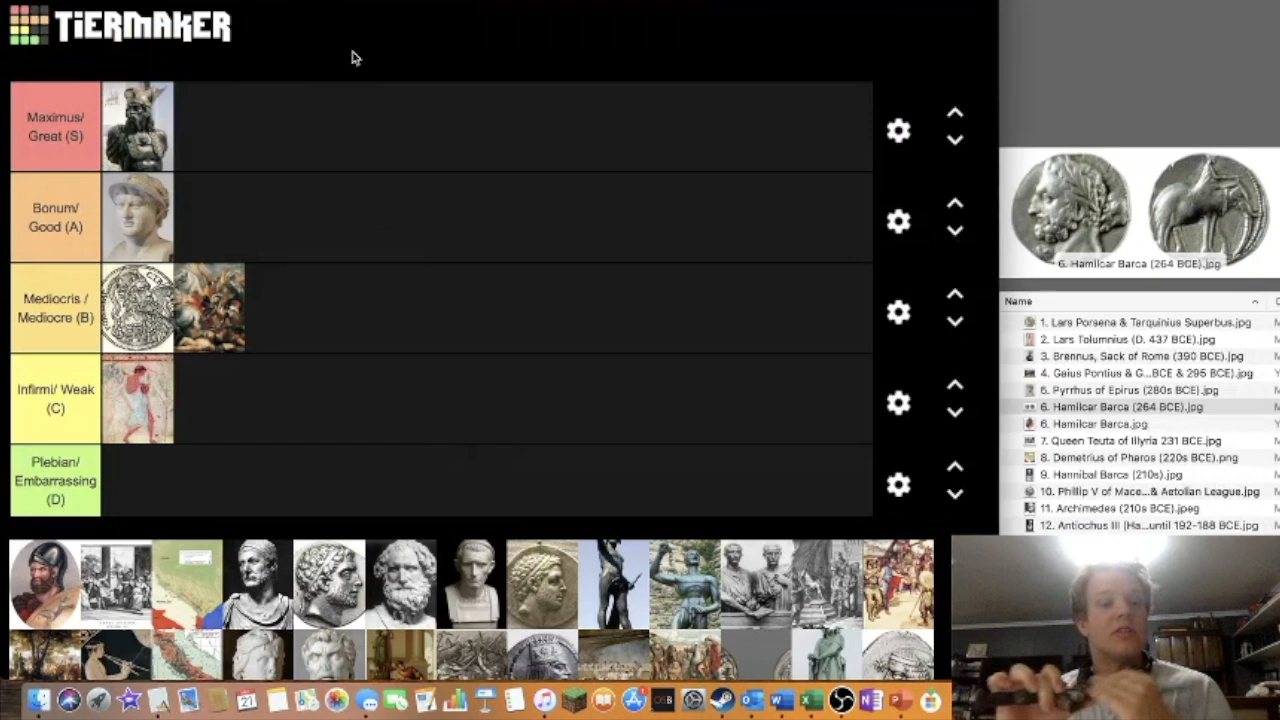 TIERMAKER
Maximus/
Great (S)
Bonum/
Good (A)
Mediocris /
Mediocre (B)
Infirmi/ Weak
(C)
Plebian/
Embarrassing
(D)
6. Hamilcar Barca (264 BCE).jpg
Name
1. Lars Porsena & Tarquinius Superbus.jpg
2. Lars Tolumnius (D. 437 BCE).jpg
3. Brennus, Sack of Rome (390 BCE).jpg
4. Gaius Pontius & G...BCE & 295 BCE).jpg
5. Pyrrhus of Epirus (280s BCE).jpg
6. Hamilcar Barca (264 BCE).jpg
6. Hamilcar Barca.jpg
7. Queen Teuta of Illyria 231 BCE.jpg
8. Demetrius of Pharos (220s BCE).png
9. Hannibal Barca (210s).jpg
10. Phillip V of Mace...& Aetolian League.jpg
11. Archimedes (210s BCE).jpeg
12. Antiochus III (Ha...until 192-188 BCE.jpg
21